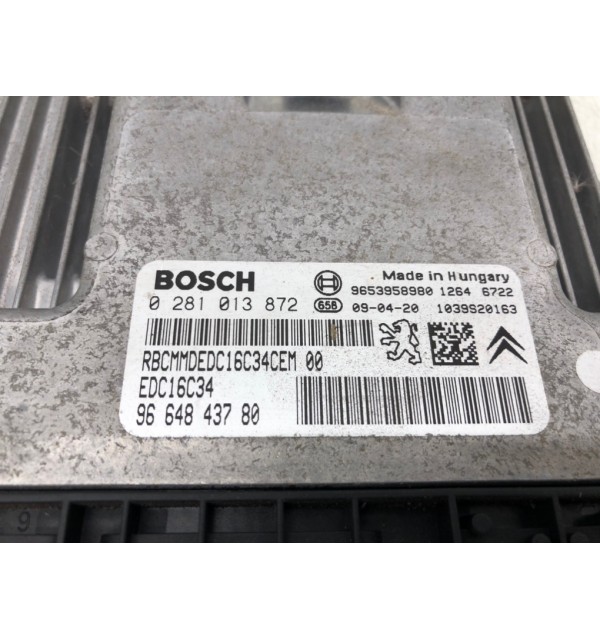 BOSCH
Made in Hungary
9653958980 1264 6722
0 281 013 872
658
09-04-20 1039S20163
RBCMMDEDC16C34CEM 00
EDC16C34
96 648 437 80
9